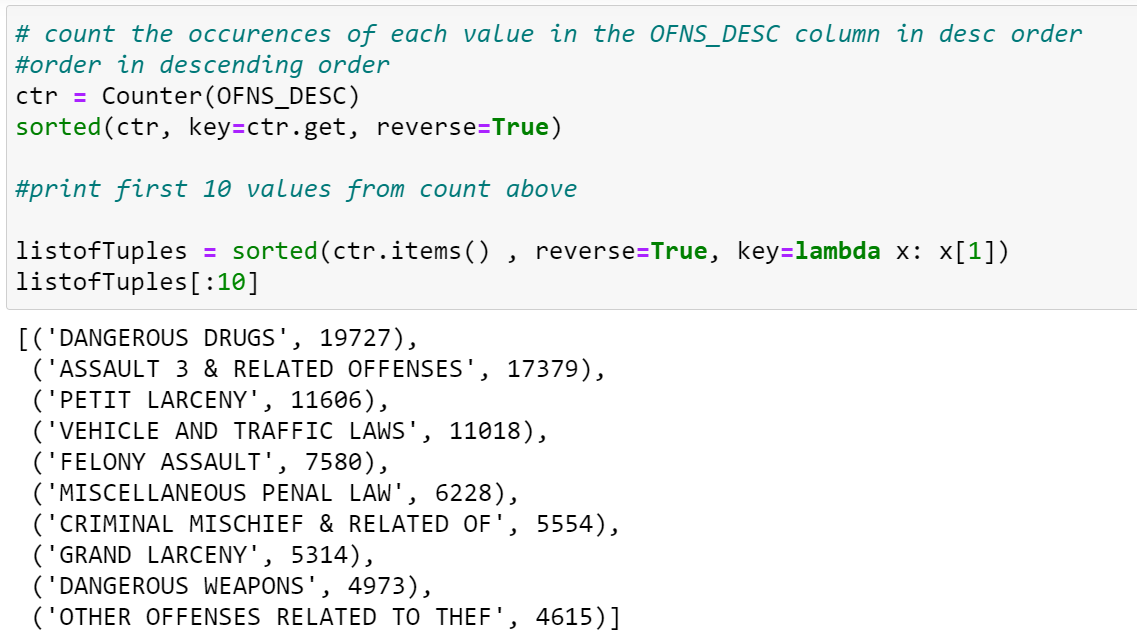 # count the occurences of each value in the OFNS_DESC column in desc order
#order in descending order
ctr = Counter(OFNS_DESC)
sorted(ctr, key=ctr.get, reverse=True)
#print first 10 values from count above
listofTuples = sorted(ctr.items() , reverse=True, key=lambda x: x[1])
listofTuples[:10]
[('DANGEROUS DRUGS', 19727),
('ASSAULT 3 & RELATED OFFENSES', 17379),
('PETIT LARCENY', 11606),
('VEHICLE AND TRAFFIC LAWS', 11018),
('FELONY ASSAULT', 7580),
('MISCELLANEOUS PENAL LAW', 6228),
('CRIMINAL MISCHIEF & RELATED OF', 5554),
('GRAND LARCENY', 5314),
('DANGEROUS WEAPONS', 4973),
('OTHER OFFENSES RELATED TO THEF', 4615)]